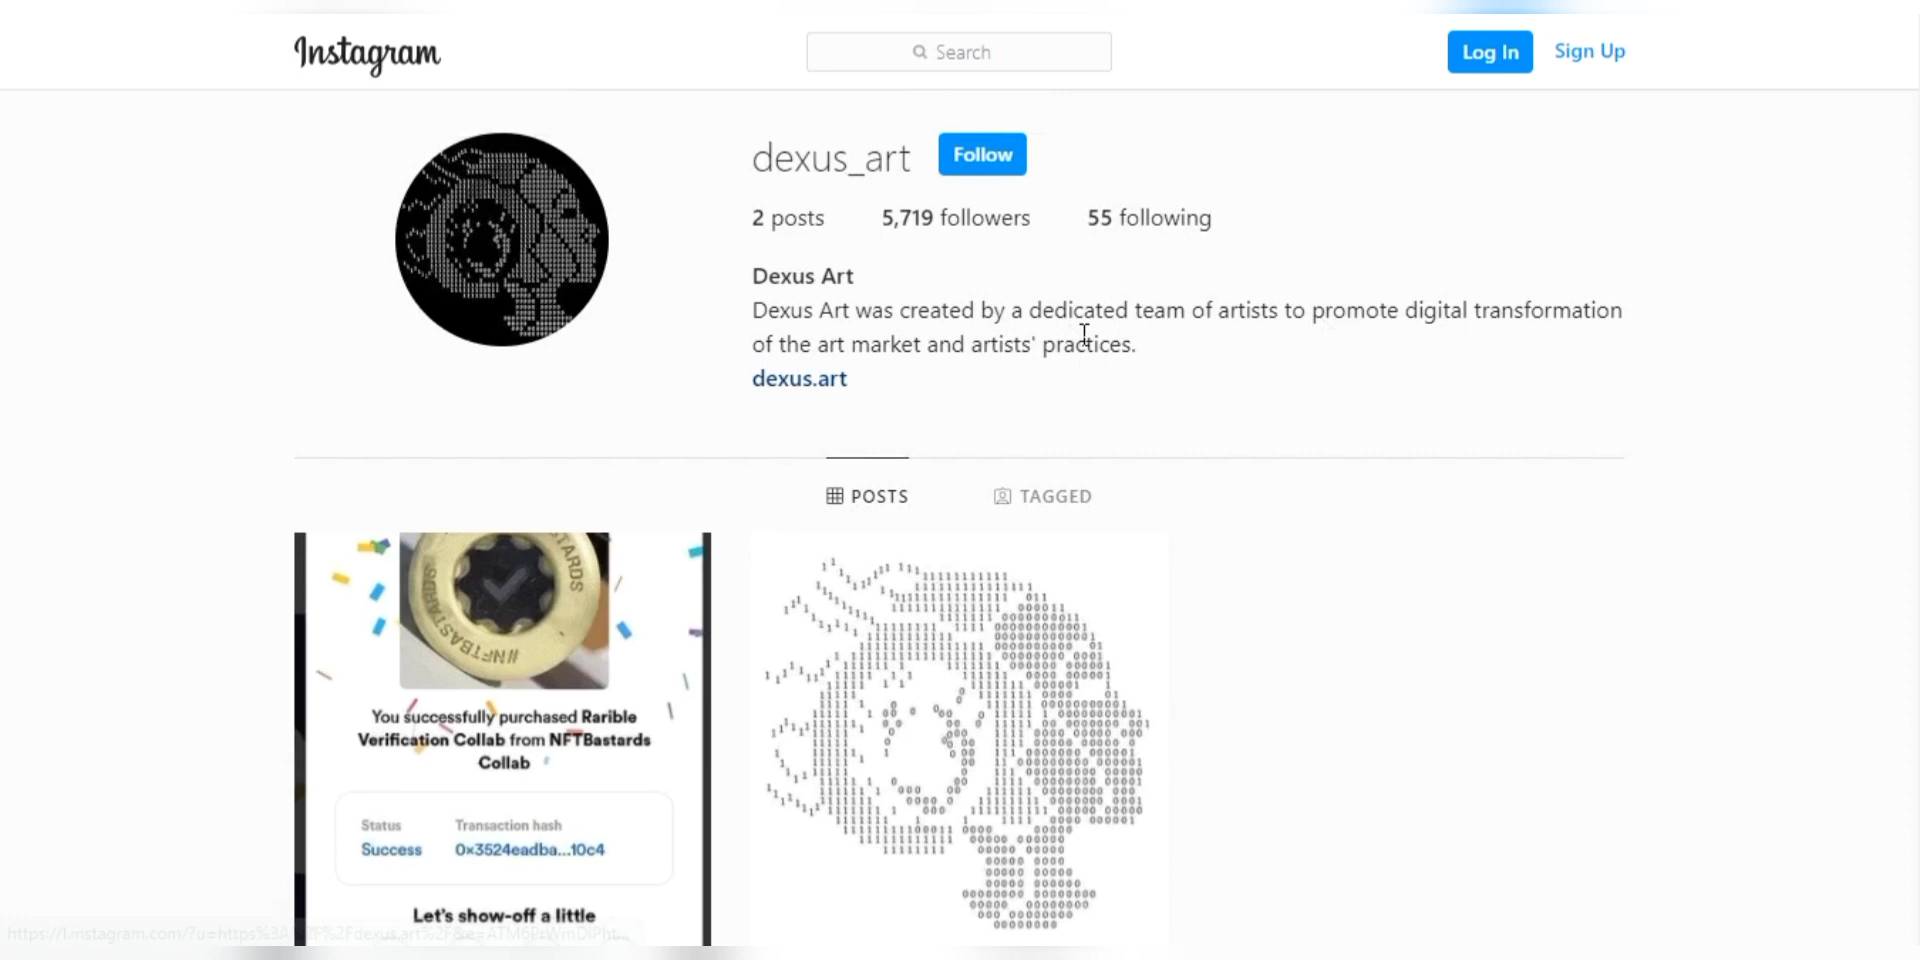 Instagram
Search
Log In
Sign Up
dexus_art
Follow
2 posts
5,719 followers
55 following
Dexus Art
Dexus Art was created by a dedicated team of artists to promote digital transformation
of the art market and artists' practices.
dexus.art
POSTS
TAGGED
#NFTBASTARDS
You successfully purchased Rarible
Verification Collab from NFTBastards
Collab
Status
Transaction hash
Success
0x3524eadba...10c4
Let's show-off a little